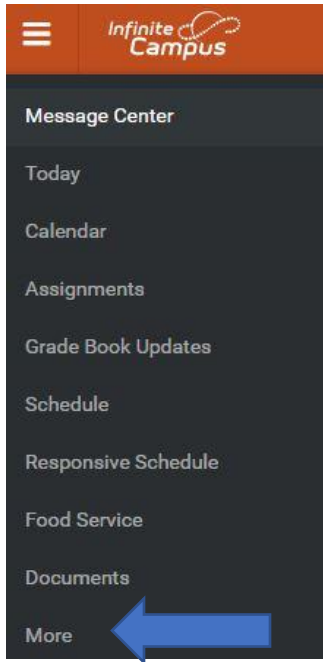 Infinite
Campus
Message Center
Today
Calendar
Assignments
Grade Book Updates
Schedule
Responsive Schedule
Food Service
Documents
More